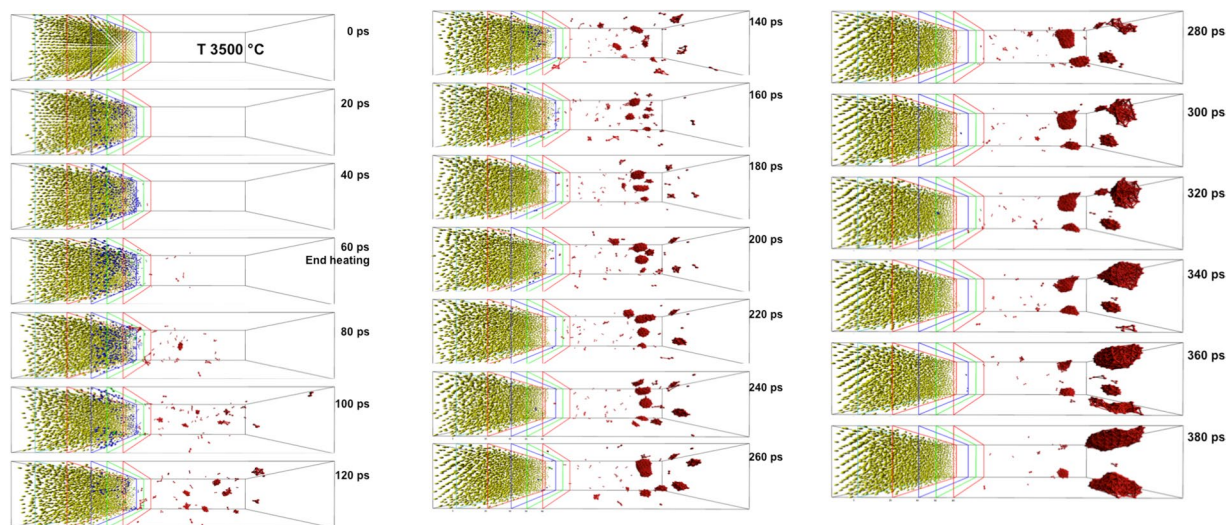 0 ps
T 3500 °C
20 ps
40 ps
60 ps
End heating
80 ps
100 ps
120 ps
140 ps
160 ps
180 ps
200 ps
220 ps
240 ps
260 ps
280 ps
300 ps
320 ps
340 ps
360 ps
380 ps